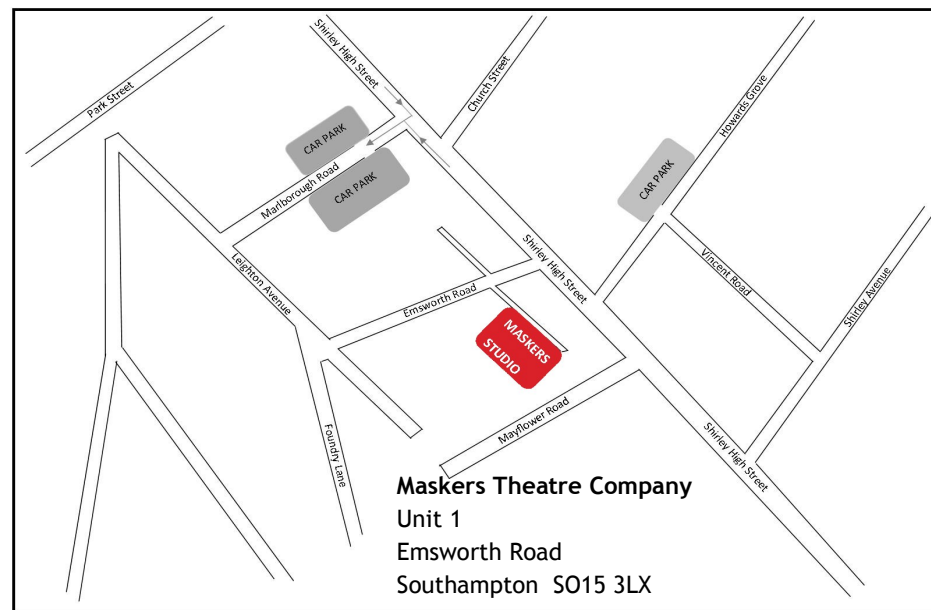 Shirley High Street
Church Street
Park Street
Howards Grove
CAR PARK
CAR PARK
CAR PARK
Marlborough Road
Leighton Avenue
Shirley High Street
Vincent Road
Shirley Avenue
Emsworth Road
MASKERS
STUDIO
Mayflower Road
Foundry Lane
Shirley High Street
Maskers Theatre Company
Unit 1
Emsworth Road
Southampton SO15 3LX